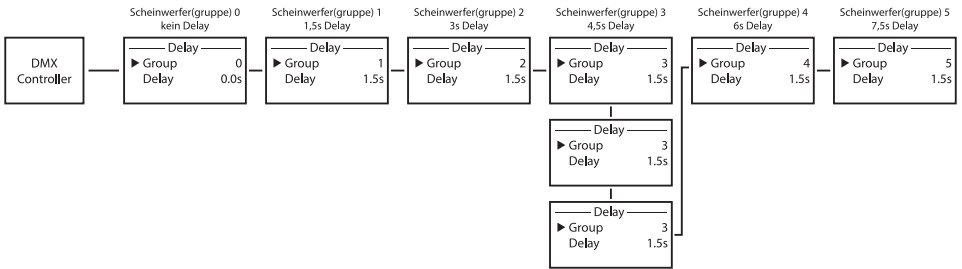 Scheinwerfer(gruppe) 0
kein Delay
Scheinwerfer(gruppe) 1
1,5s Delay
Scheinwerfer(gruppe) 2
3s Delay
Scheinwerfer(gruppe) 3
4,5s Delay
Scheinwerfer(gruppe) 4
6s Delay
Scheinwerfer(gruppe) 5
7,5s Delay
DMX
Controller
Delay
▶ Group 0
Delay 0.0s
Delay
▶ Group 1
Delay 1.5s
Delay
▶ Group 2
Delay 1.5s
Delay
▶ Group 3
Delay 1.5s
Delay
▶ Group 4
Delay 1.5s
Delay
▶ Group 5
Delay 1.5s
Delay
▶ Group 3
Delay 1.5s
Delay
▶ Group 3
Delay 1.5s